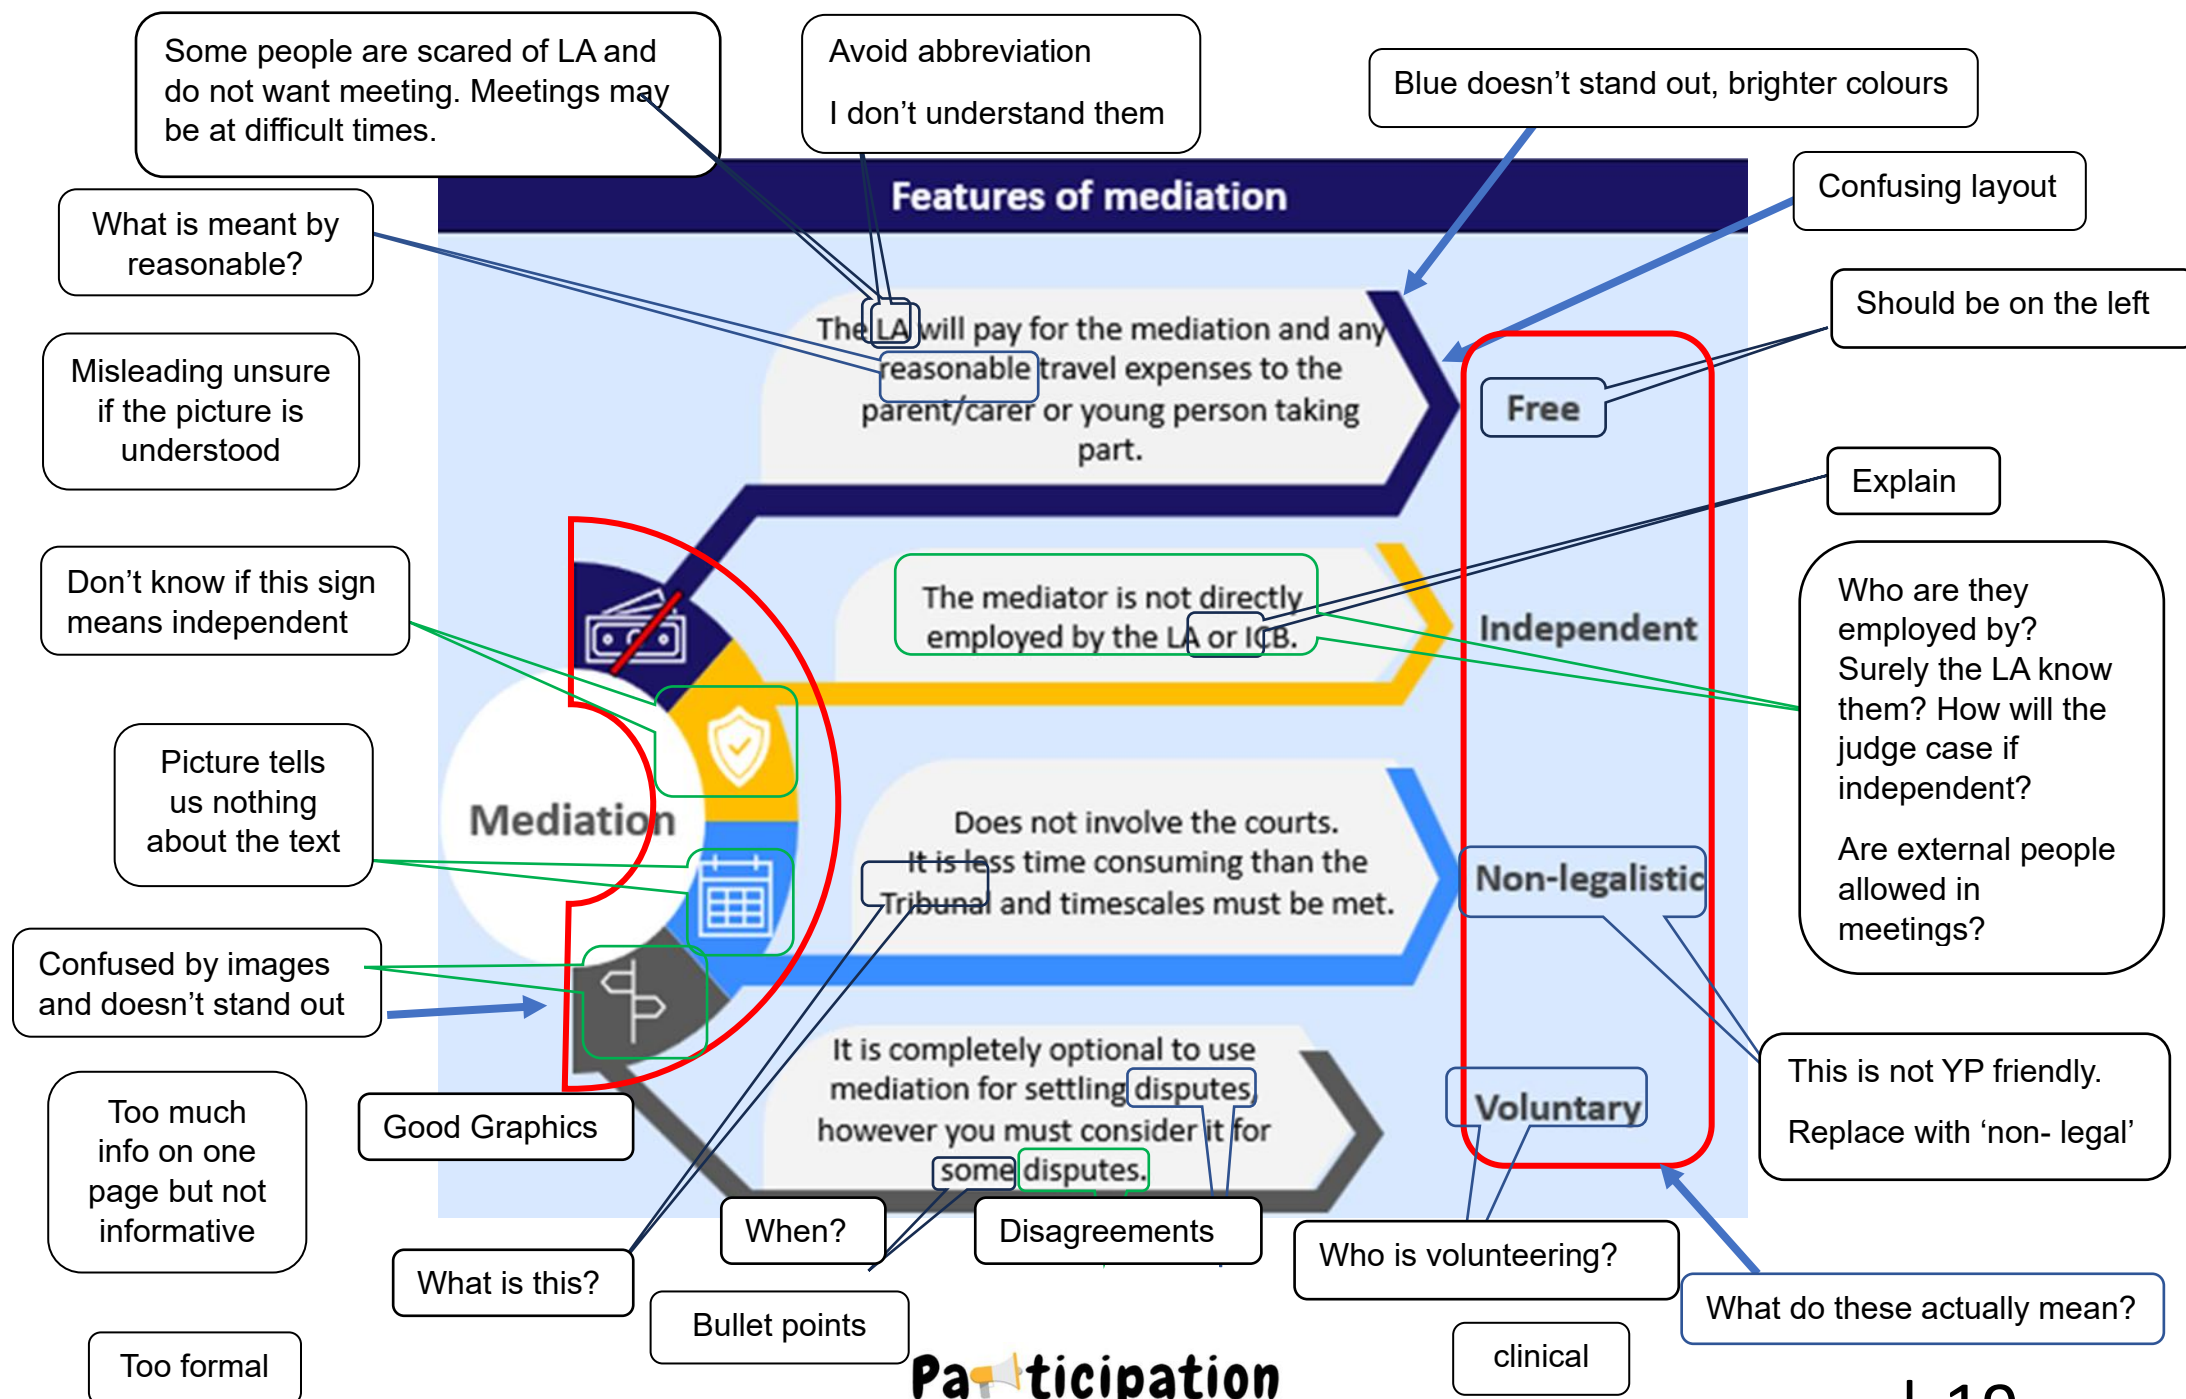 Some people are scared of LA and
do not want meeting. Meetings may
be at difficult times.
Avoid abbreviation
I don’t understand them
Blue doesn’t stand out, brighter colours
Confusing layout
Should be on the left
Explain
Who are they
employed by?
Surely the LA know
them? How will the
judge case if
independent?
Are external people
allowed in
meetings?
This is not YP friendly.
Replace with ‘non- legal’
What do these actually mean?
What is meant by
reasonable?
Misleading unsure
if the picture is
understood
Don’t know if this sign
means independent
Picture tells
us nothing
about the text
Confused by images
and doesn’t stand out
Too much
info on one
page but not
informative
Too formal
Features of mediation
Mediation
The LA will pay for the mediation and any
reasonable travel expenses to the
parent/carer or young person taking
part.
Free
The mediator is not directly
employed by the LA or ICB.
Independent
Does not involve the courts.
It is less time consuming than the
Tribunal and timescales must be met.
Non-legalistic
It is completely optional to use
mediation for settling disputes,
however you must consider it for
some disputes.
Voluntary
Good Graphics
What is this?
When?
Disagreements
Who is volunteering?
Bullet points
clinical
Participation
| 10